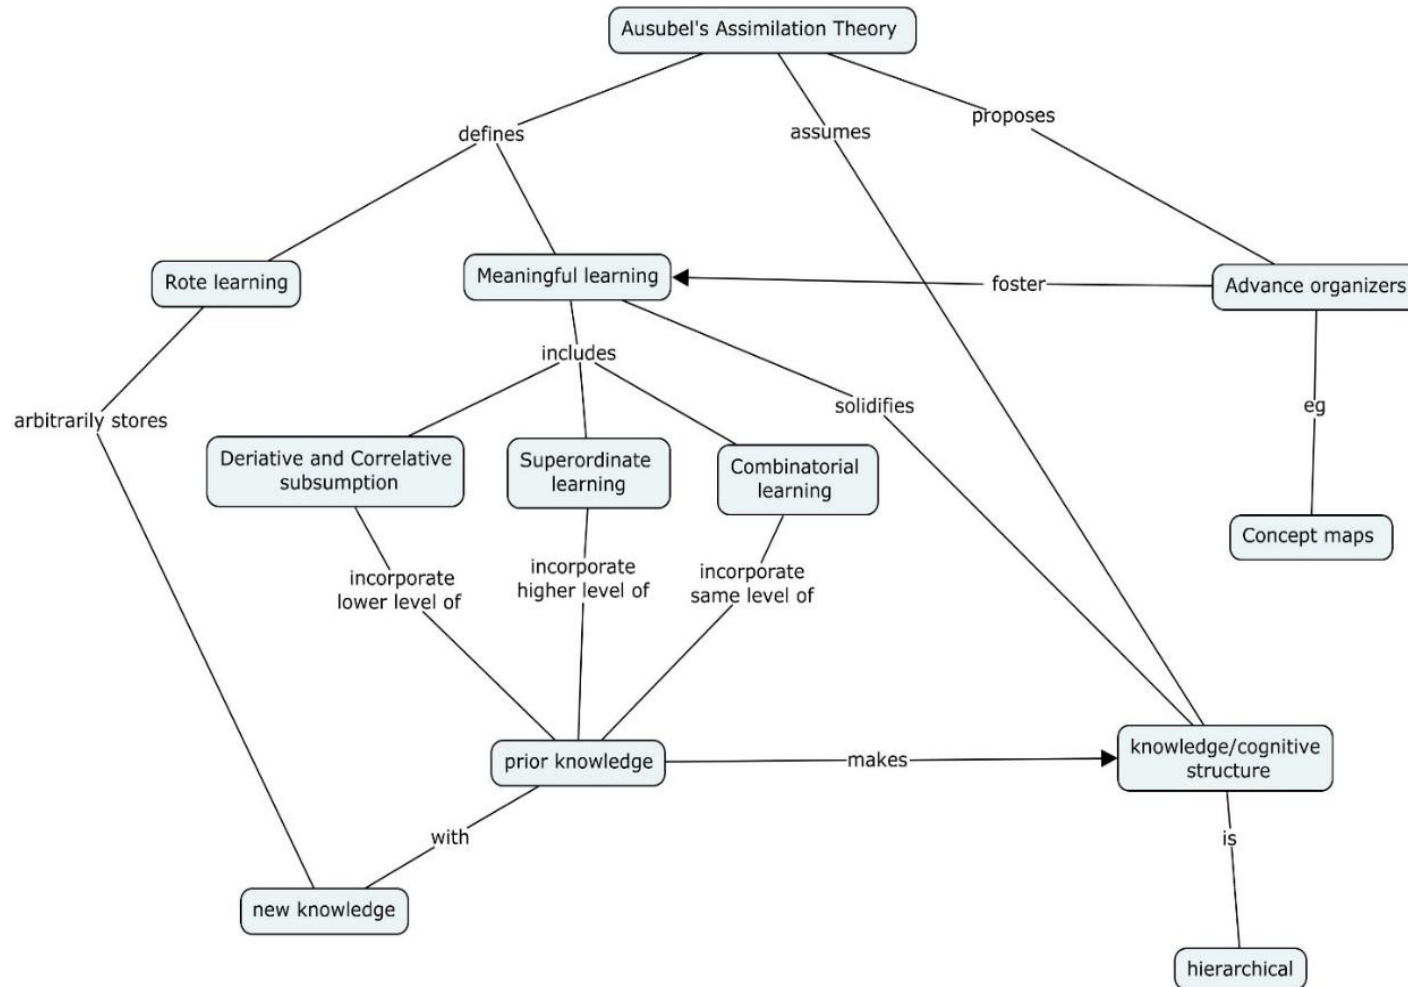 Ausubel's Assimilation Theory
defines
assumes
proposes
Rote learning
Meaningful learning
foster
Advance organizers
includes
arbitrarily stores
solidifies
eg
Deriative and Correlative
subsumption
Superordinate
learning
Combinatorial
learning
Concept maps
incorporate
lower level of
incorporate
higher level of
incorporate
same level of
prior knowledge
makes
knowledge/cognitive
structure
with
is
new knowledge
hierarchical